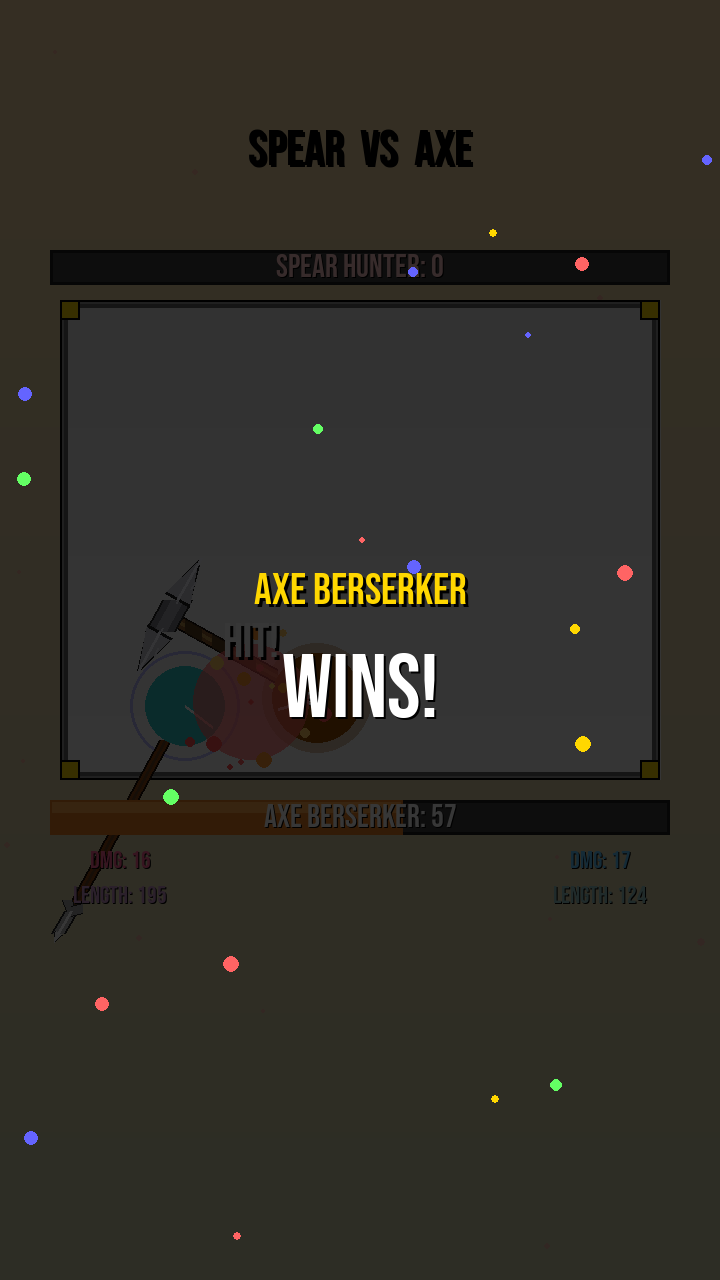 SPEAR VS AXE
SPEAR HUNTER: 0
AXE BERSERKER
HIT!
WINS!
AXE BERSERKER: 57
DMG: 16
DMG: 17
LENGTH: 195
LENGTH: 124